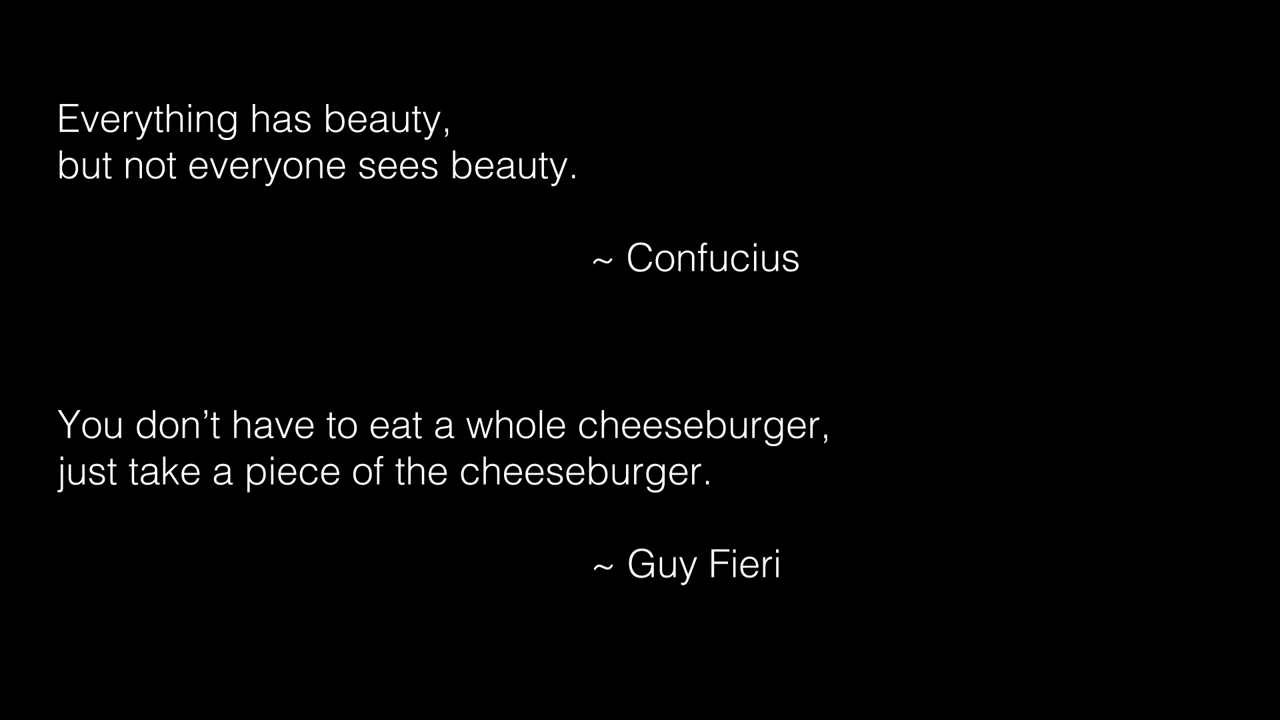 Everything has beauty,
but not everyone sees beauty.
~ Confucius
You don’t have to eat a whole cheeseburger,
just take a piece of the cheeseburger.
~ Guy Fieri